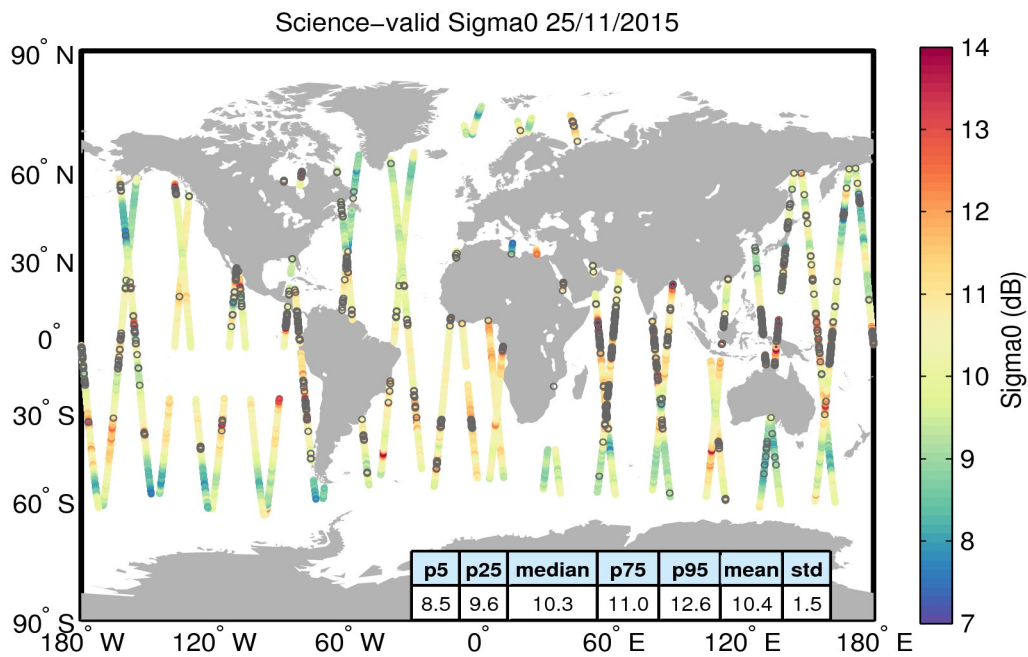 Science−valid Sigma0 25/11/2015
90° N
60° N
30° N
0°
30° S
60° S
90° S
180° W
120° W
60° W
0°
60° E
120° E
180° E
14
13
12
11
10
9
8
7
Sigma0 (dB)
p5 p25 median p75 p95 mean std
8.5 9.6 10.3 11.0 12.6 10.4 1.5